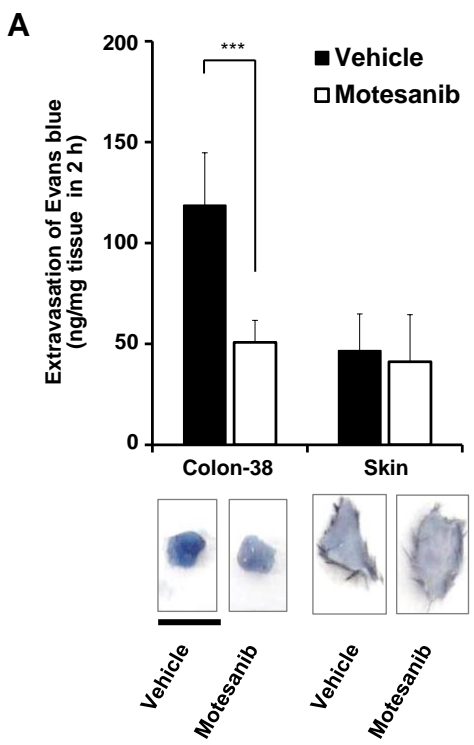 A
200
150
100
50
0
Extravasation of Evans blue
(ng/mg tissue in 2 h)
***
Vehicle
Motesanib
Colon-38
Skin
Vehicle
Motesanib
Vehicle
Motesanib